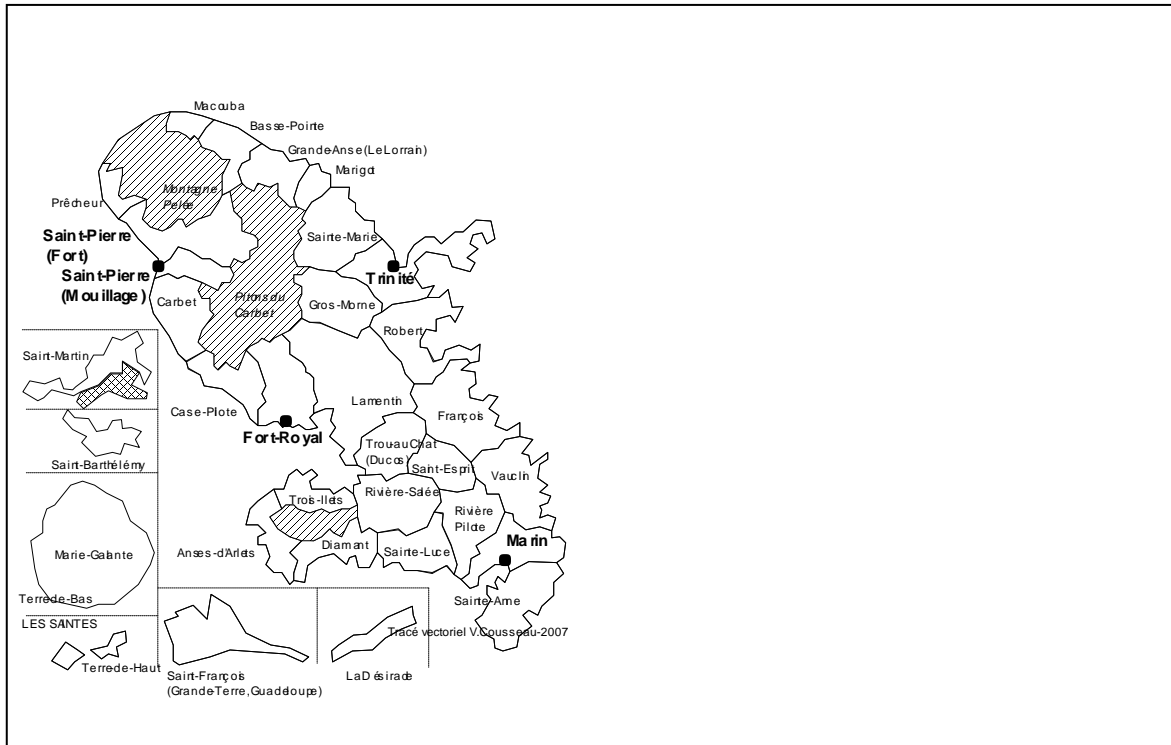 Macouba
Basse-Pointe
Grande-Anse (Le Lorrain)
Marigot
Montagne
Pelée
Prêcheur
Saint-Pierre
(Fort)
Sainte-Marie
Saint-Pierre
(Mouillage)
Trinité
Carbet
Pitons du
Carbet
Gros-Morne
Robert
Saint-Martin
Lamentin
Case-Pilote
François
Fort-Royal
Trou au Chat
(Ducos)
Saint-Esprit
Saint-Barthélémy
Vauclin
Rivière-Salée
Trois-Ilets
Rivière
Pilote
Marin
Diamant
Sainte-Luce
Anses-d'Arlets
Marie-Galante
Terre-de-Bas
Sainte-Anne
LES SAINTES
Tracé vectoriel V.Cousseau-2007
Terre-de-Haut
Saint-François
(Grande-Terre, Guadeloupe)
La Désirade